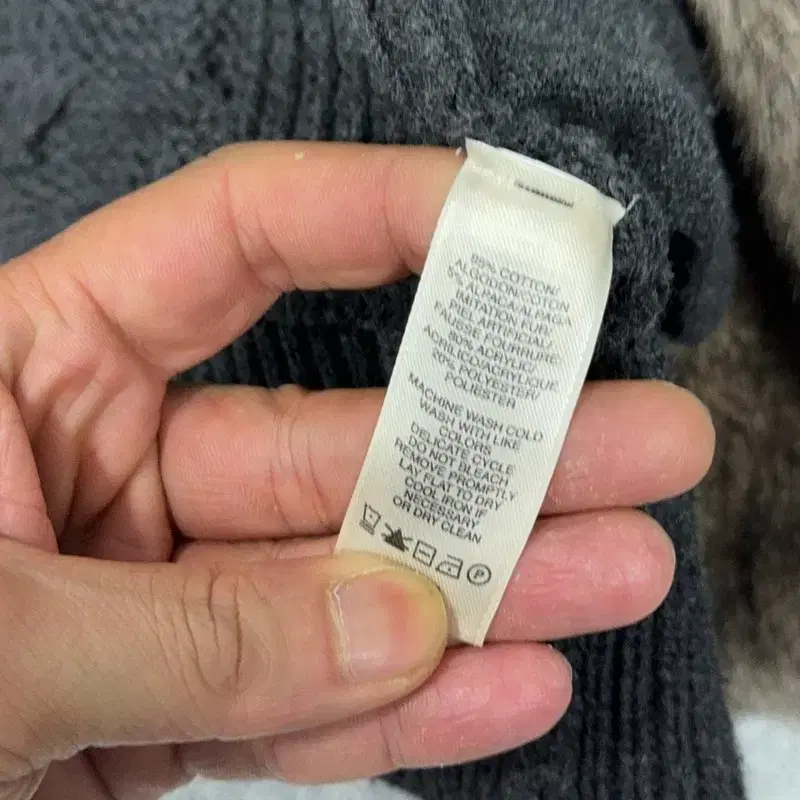 95% COTTON/
ALGODON/COTON
5% ALPACA/ALPAGA
IMITATION FUR/
PIEL ARTIFICIAL/
FAUSSE FOURRURE:
80% ACRYLIC/
ACRILICO/ACRYLIQUE
20% POLYESTER/
POLIESTER
MACHINE WASH COLD
WASH WITH LIKE
COLORS
DELICATE CYCLE
DO NOT BLEACH
REMOVE PROMPTLY
LAY FLAT TO DRY
COOL IRON IF
NECESSARY
OR DRY CLEAN
P